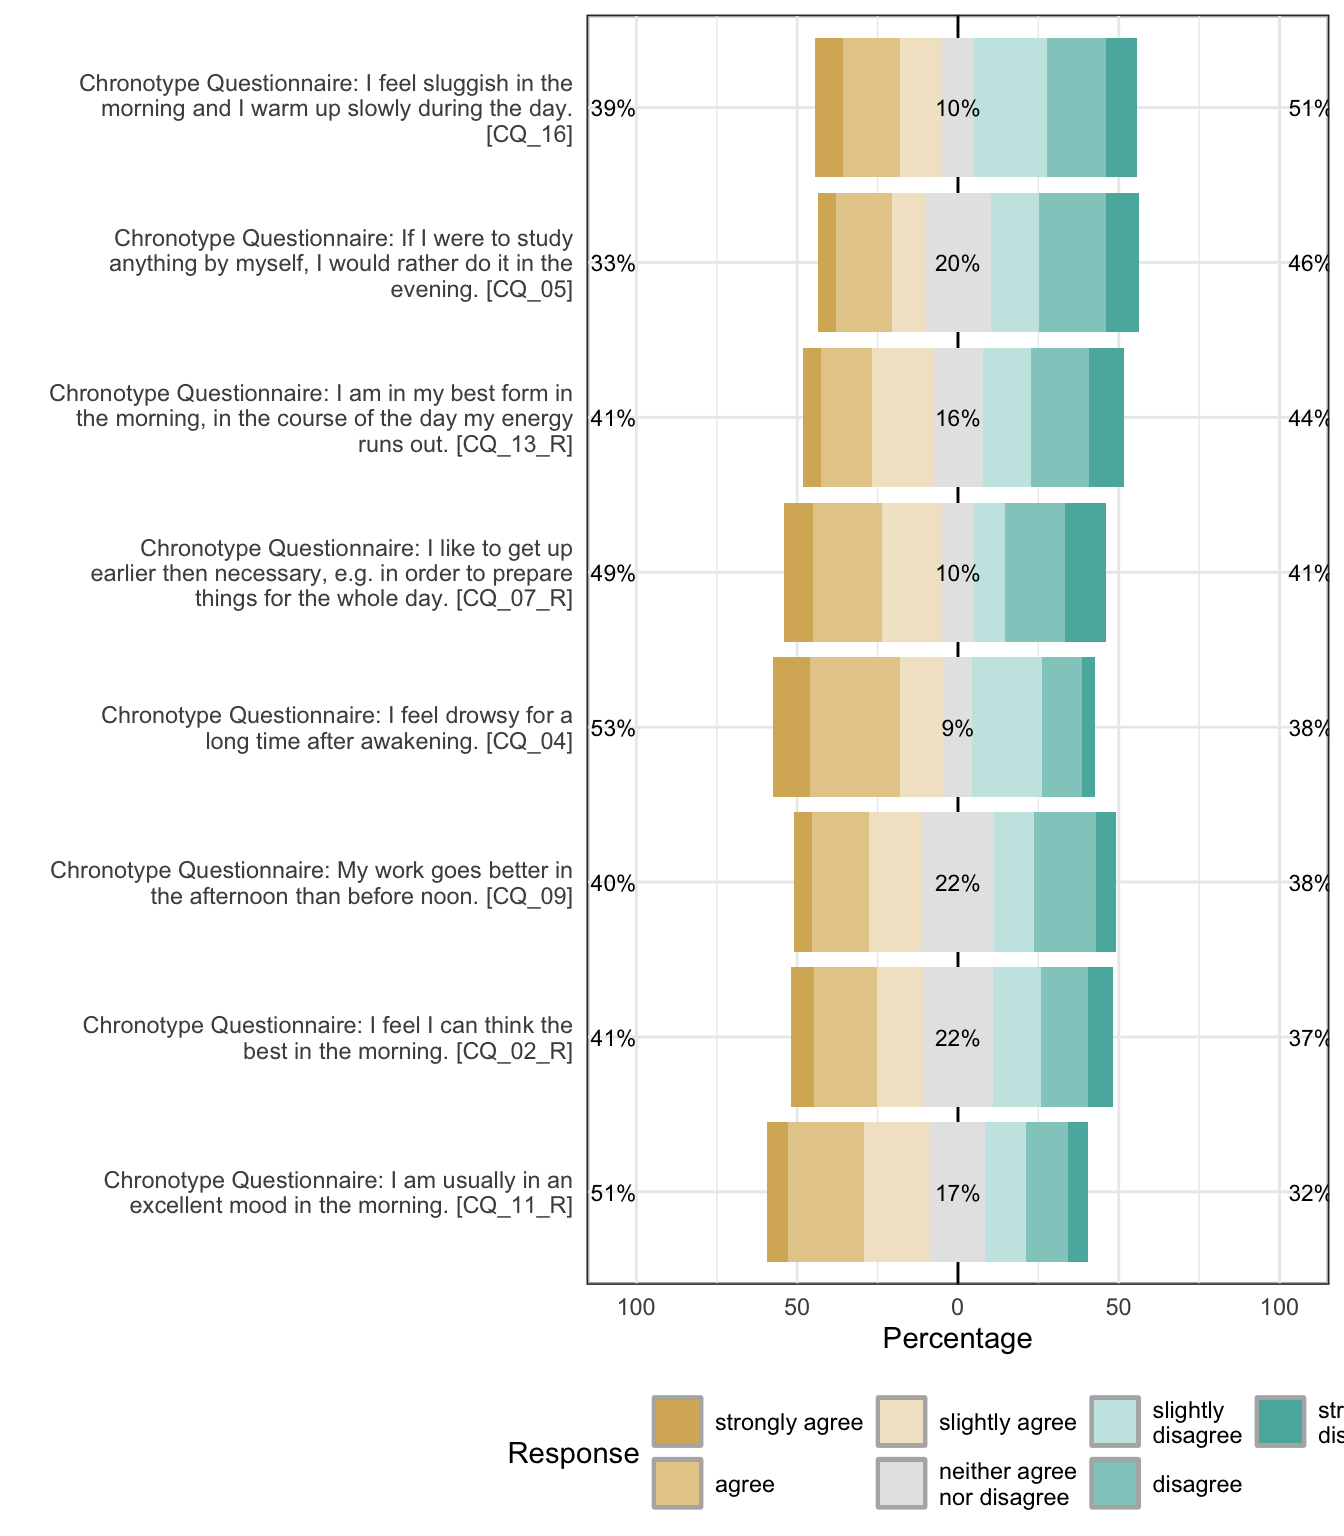 Chronotype Questionnaire: I feel sluggish in the
morning and I warm up slowly during the day.
[CQ_16]
39% 10% 51%
Chronotype Questionnaire: If I were to study
anything by myself, I would rather do it in the
evening. [CQ_05]
33% 20% 46%
Chronotype Questionnaire: I am in my best form in
the morning, in the course of the day my energy
runs out. [CQ_13_R]
41% 16% 44%
Chronotype Questionnaire: I like to get up
earlier then necessary, e.g. in order to prepare
things for the whole day. [CQ_07_R]
49% 10% 41%
Chronotype Questionnaire: I feel drowsy for a
long time after awakening. [CQ_04]
53% 9% 38%
Chronotype Questionnaire: My work goes better in
the afternoon than before noon. [CQ_09]
40% 22% 38%
Chronotype Questionnaire: I feel I can think the
best in the morning. [CQ_02_R]
41% 22% 37%
Chronotype Questionnaire: I am usually in an
excellent mood in the morning. [CQ_11_R]
51% 17% 32%
100 50 0 50 100
Percentage
Response
strongly agree
agree
slightly agree
neither agree
nor disagree
slightly
disagree
disagree